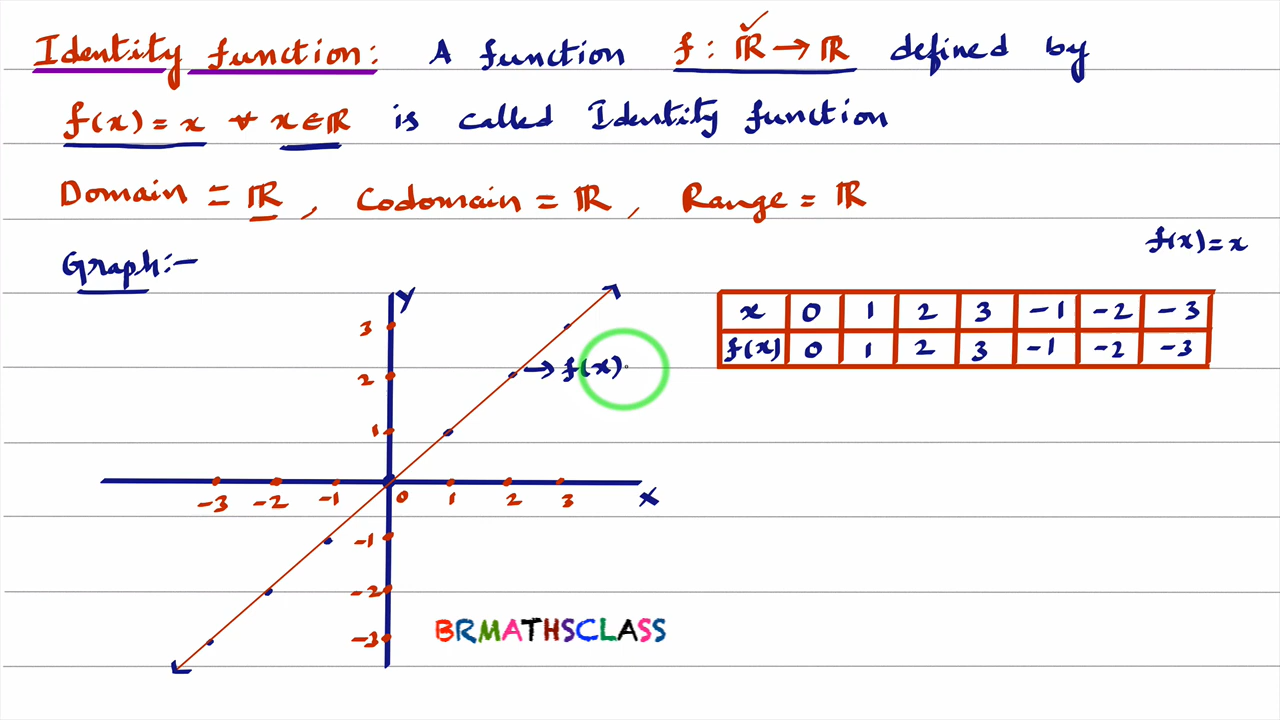 Identity function: A function f: ℝ → ℝ defined by
f(x) = x ∀ x ∈ ℝ is called Identity function
Domain = ℝ, Codomain = ℝ, Range = ℝ
f(x) = x
Graph:-
x 0 1 2 3 -1 -2 -3
f(x) 0 1 2 3 -1 -2 -3
Y
3
2 → f(x)
1
-3 -2 -1 0 1 2 3 X
-1
-2
-3
BRMATHSCLASS